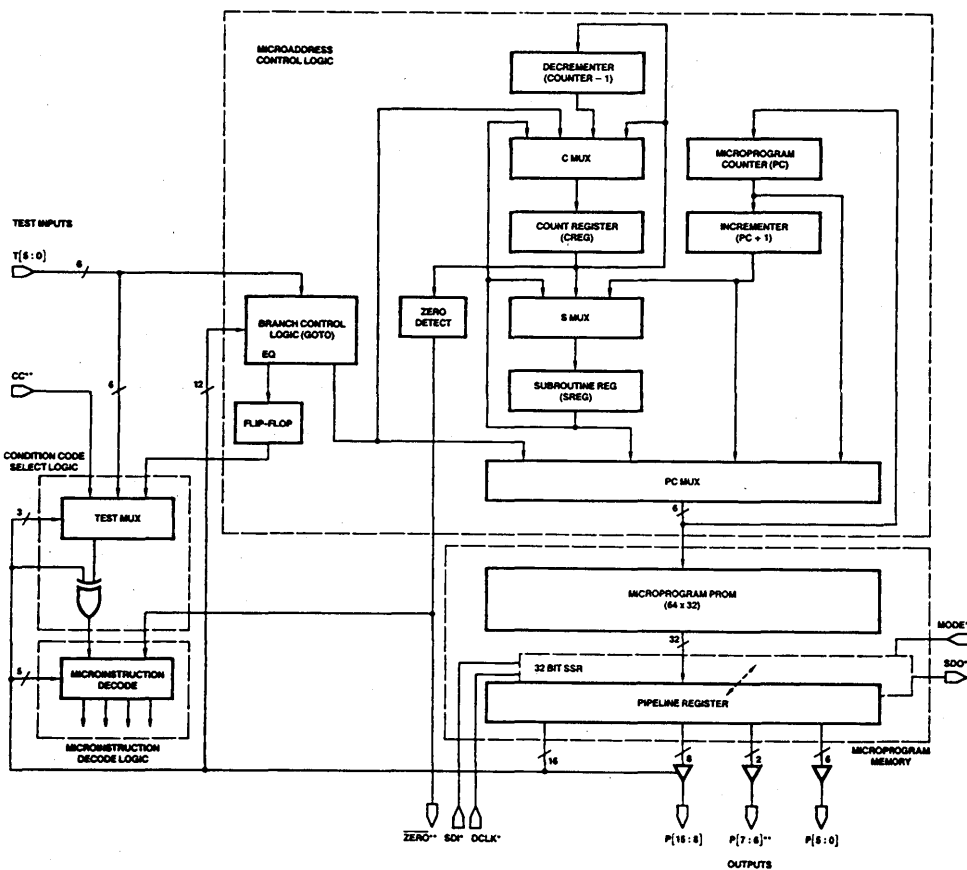 MICROADDRESS
CONTROL LOGIC
DECREMENTER
(COUNTER – 1)
C MUX
MICROPROGRAM
COUNTER (PC)
COUNT REGISTER
(CREG)
INCREMENTER
(PC + 1)
TEST INPUTS
T[5 : 0]
6
BRANCH CONTROL
LOGIC (GOTO)
EQ
ZERO
DETECT
S MUX
CC**
6
12
SUBROUTINE REG
(SREG)
FLIP-FLOP
CONDITION CODE
SELECT LOGIC
PC MUX
3
TEST MUX
6
MICROPROGRAM PROM
(64 x 32)
MODE*
32
32 BIT SSR
SDO*
5
MICROINSTRUCTION
DECODE
PIPELINE REGISTER
MICROINSTRUCTION
DECODE LOGIC
16
8
2
6
MICROPROGRAM
MEMORY
ZERO**
SDI*
DCLK*
P[15 : 8]
P[7 : 6]**
P[5 : 0]
OUTPUTS